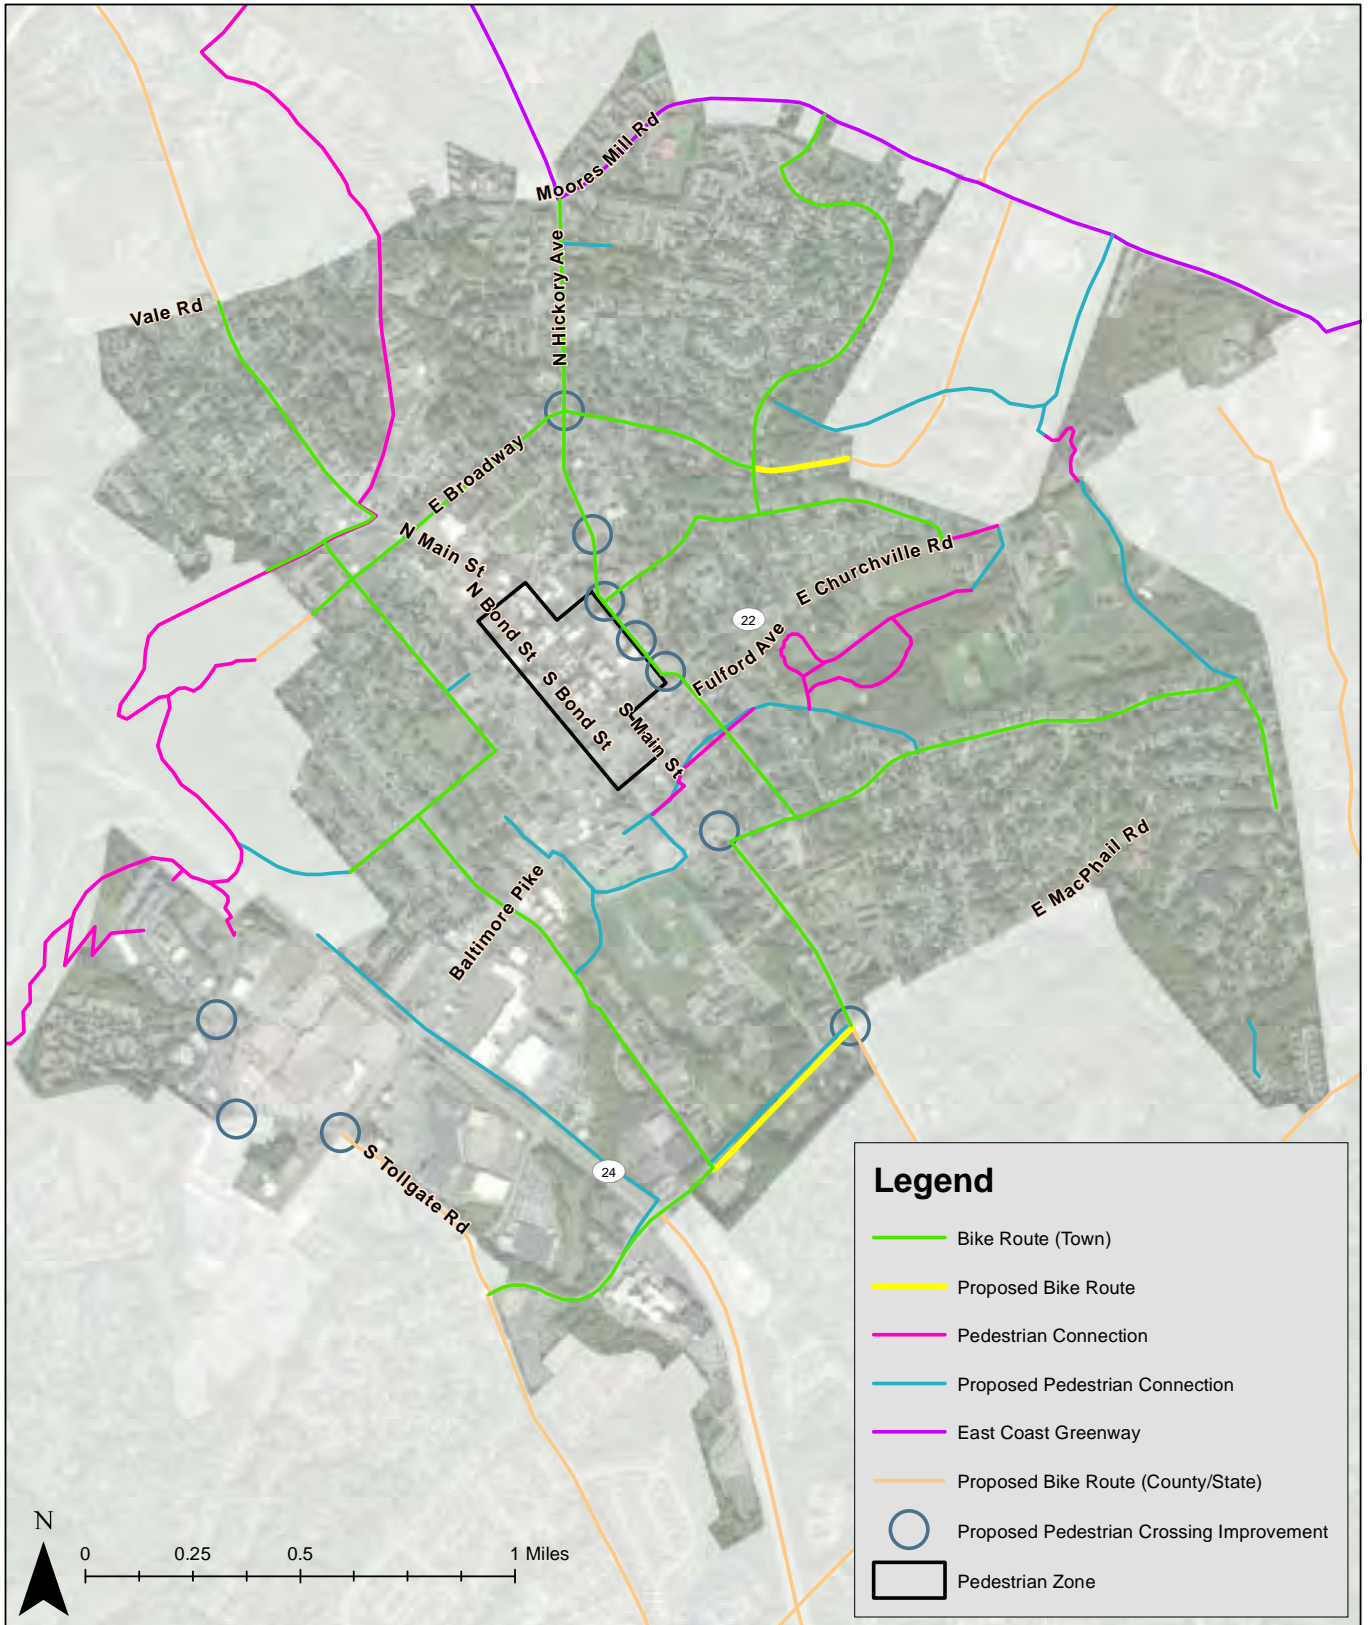 Moores Mill Rd
N Hickory Ave
Vale Rd
E Broadway
N Main St
N Bond St
E Churchville Rd
22
Fulford Ave
S Bond St
S Main St
E MacPhail Rd
Baltimore Pike
24
S Tollgate Rd
Legend
Bike Route (Town)
Proposed Bike Route
Pedestrian Connection
Proposed Pedestrian Connection
East Coast Greenway
Proposed Bike Route (County/State)
Proposed Pedestrian Crossing Improvement
Pedestrian Zone
N
0 0.25 0.5 1 Miles